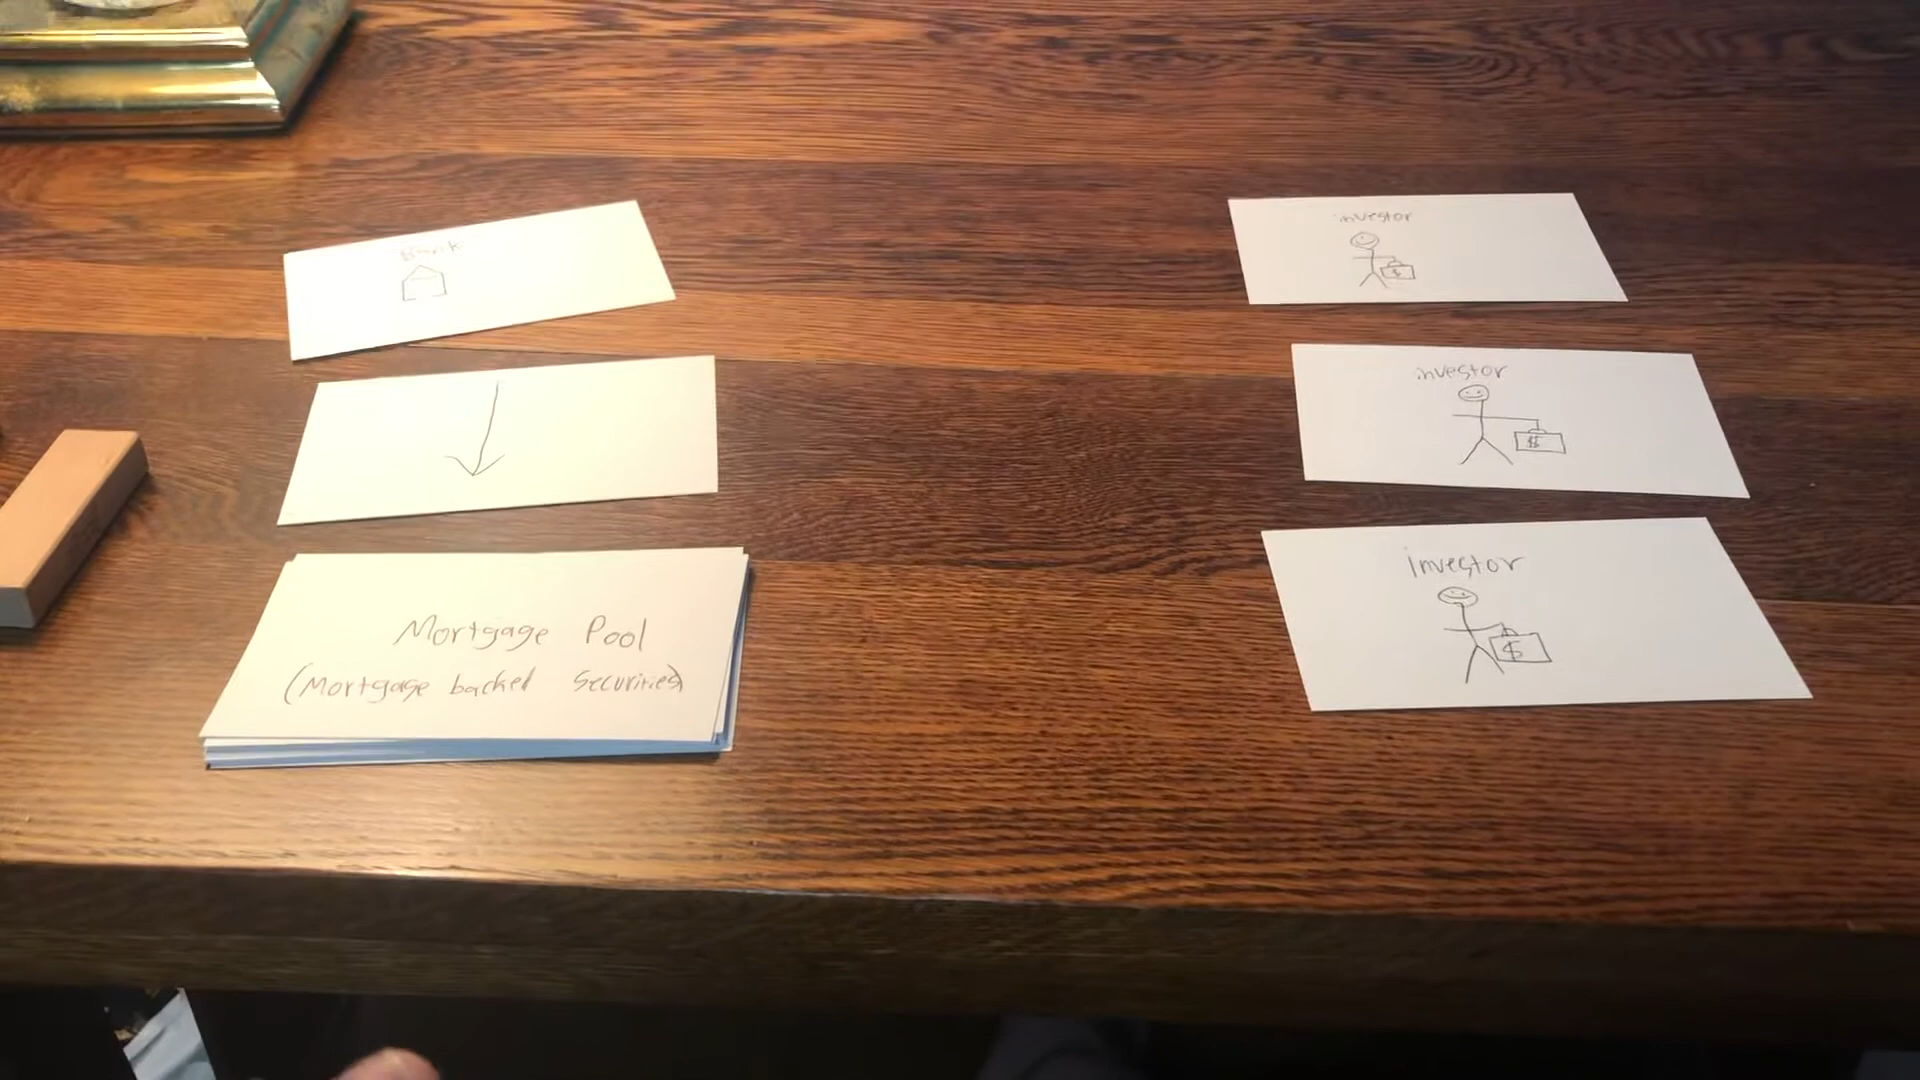 Bank
Mortgage Pool
(Mortgage backed Securities)
investor
$
investor
$$
investor
$